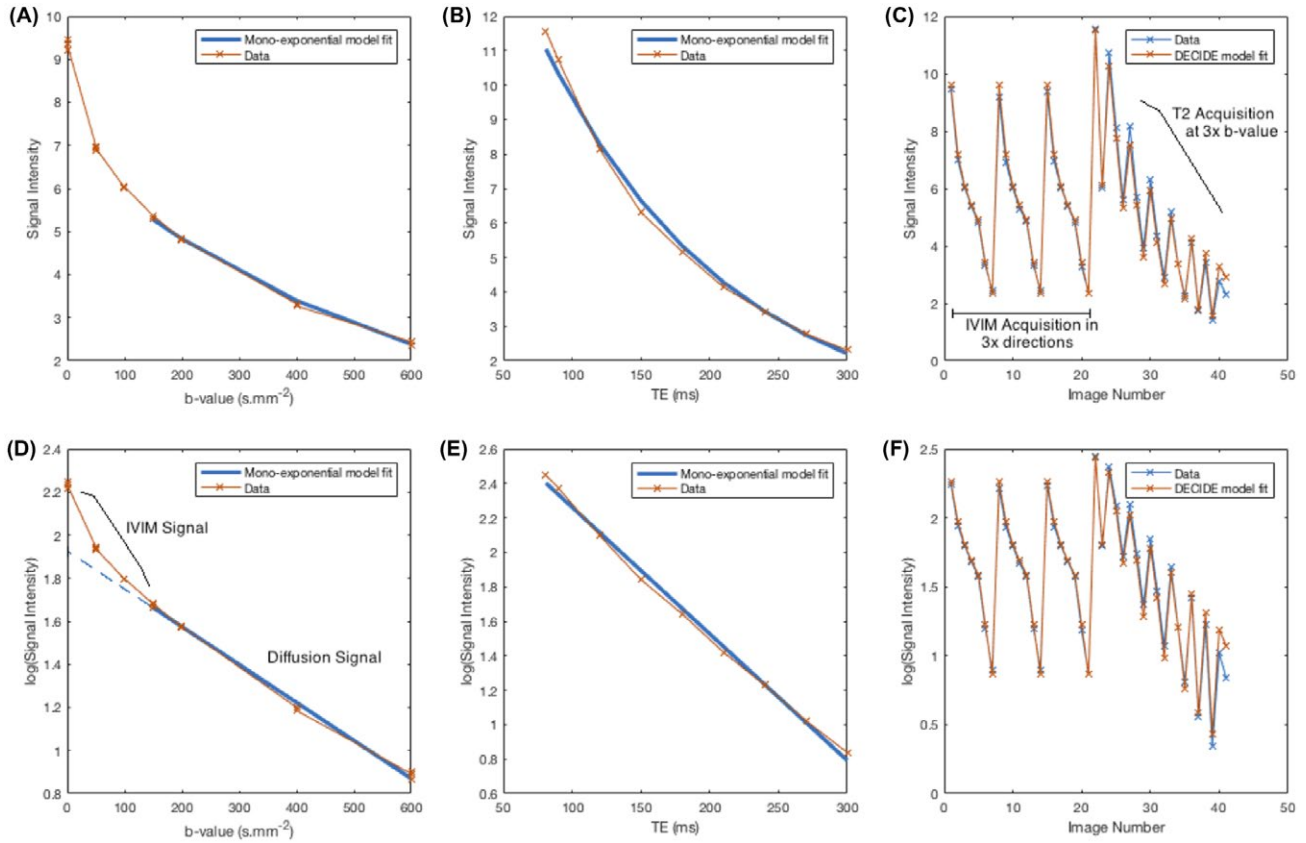 (A)
10
9
8
7
6
5
4
3
2
Signal Intensity
Mono-exponential model fit
Data
0 100 200 300 400 500 600
b-value (s.mm-2)
(B)
12
11
10
9
8
7
6
5
4
3
2
Signal Intensity
Mono-exponential model fit
Data
50 100 150 200 250 300
TE (ms)
(C)
12
10
8
6
4
2
0
Signal Intensity
Data
DECIDE model fit
T2 Acquisition
at 3x b-value
IVIM Acquisition in
3x directions
0 10 20 30 40 50
Image Number
(D)
2.4
2.2
2
1.8
1.6
1.4
1.2
1
0.8
log(Signal Intensity)
Mono-exponential model fit
Data
IVIM Signal
Diffusion Signal
0 100 200 300 400 500 600
b-value (s.mm-2)
(E)
2.6
2.4
2.2
2
1.8
1.6
1.4
1.2
1
0.8
0.6
log(Signal Intensity)
Mono-exponential model fit
Data
50 100 150 200 250 300
TE (ms)
(F)
2.5
2
1.5
1
0.5
0
log(Signal Intensity)
Data
DECIDE model fit
0 10 20 30 40 50
Image Number